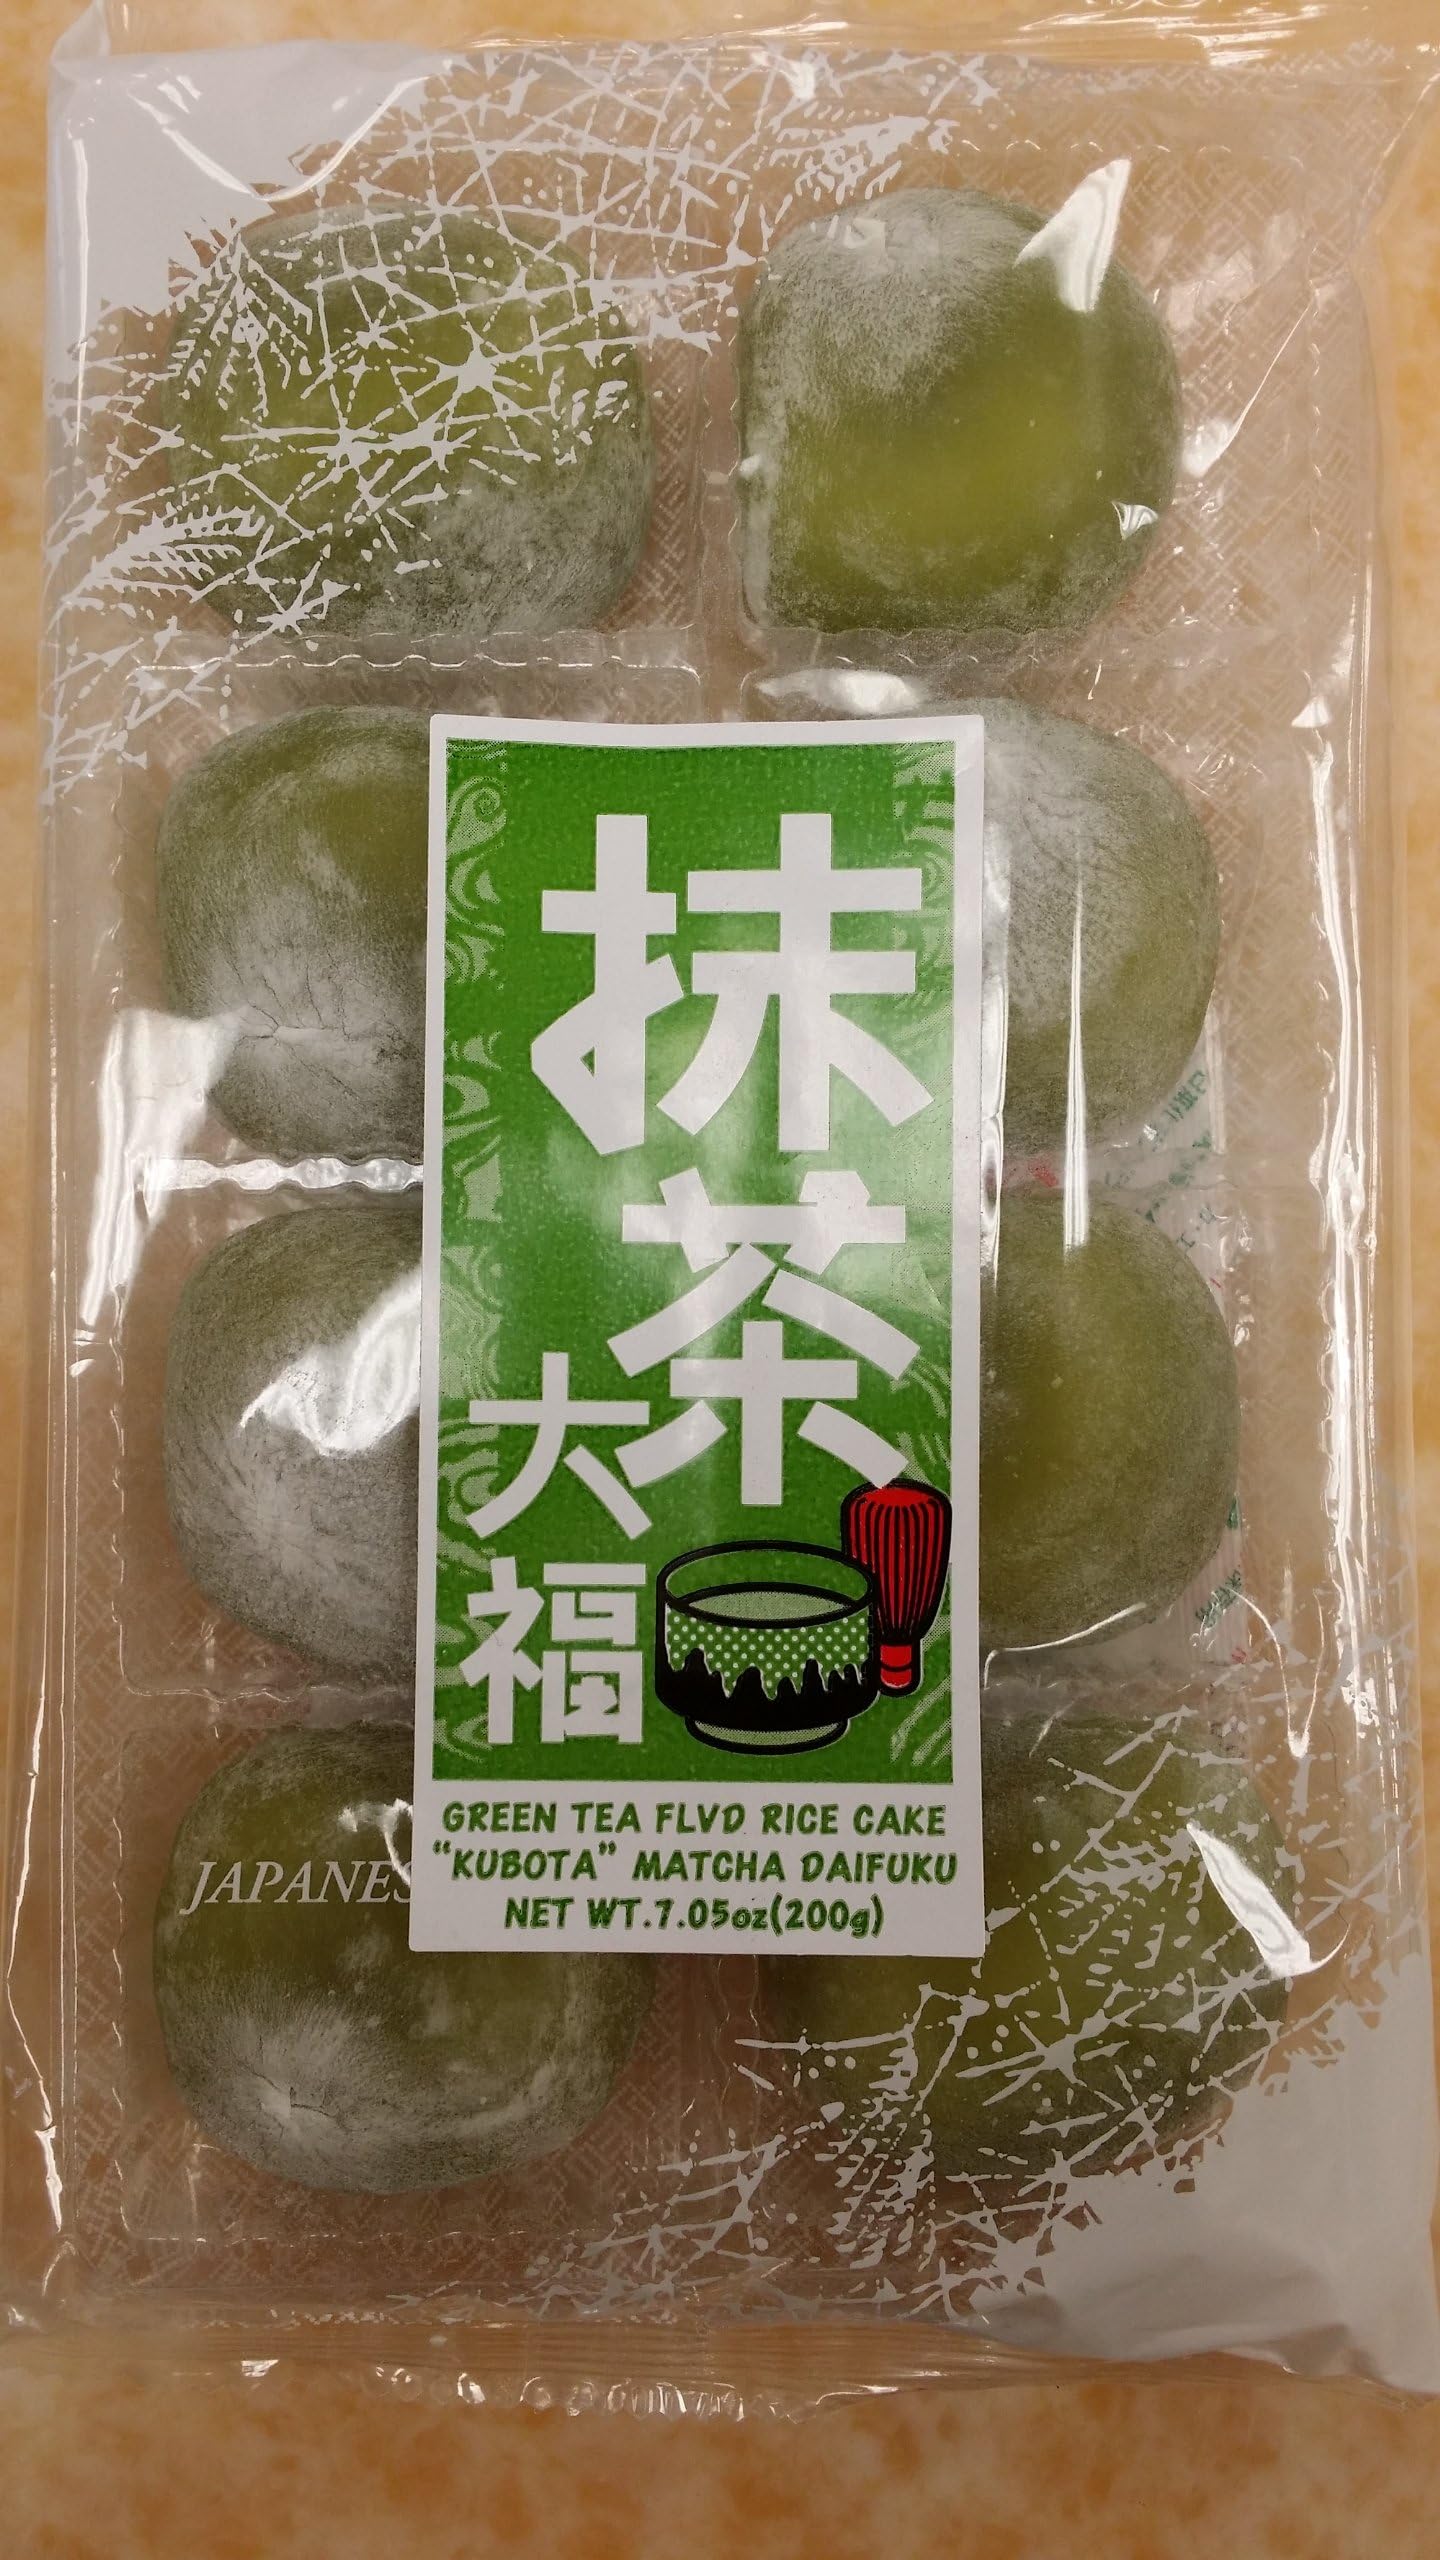 抹茶
大福
GREEN TEA FLVD RICE CAKE
"KUBOTA" MATCHA DAIFUKU
NET WT.7.05oz(200g)
JAPANES